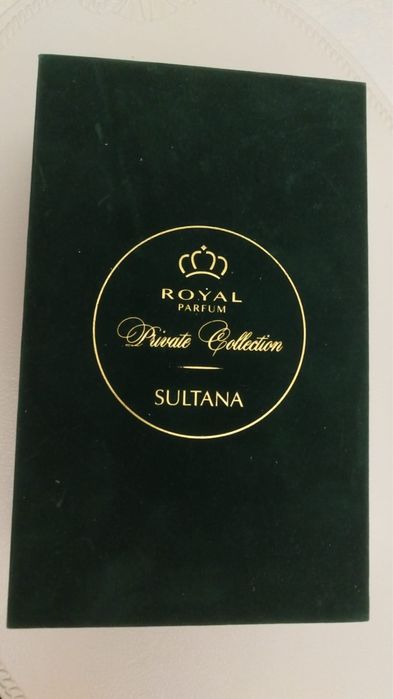 ROYAL
PARFUM
Private Collection
SULTANA